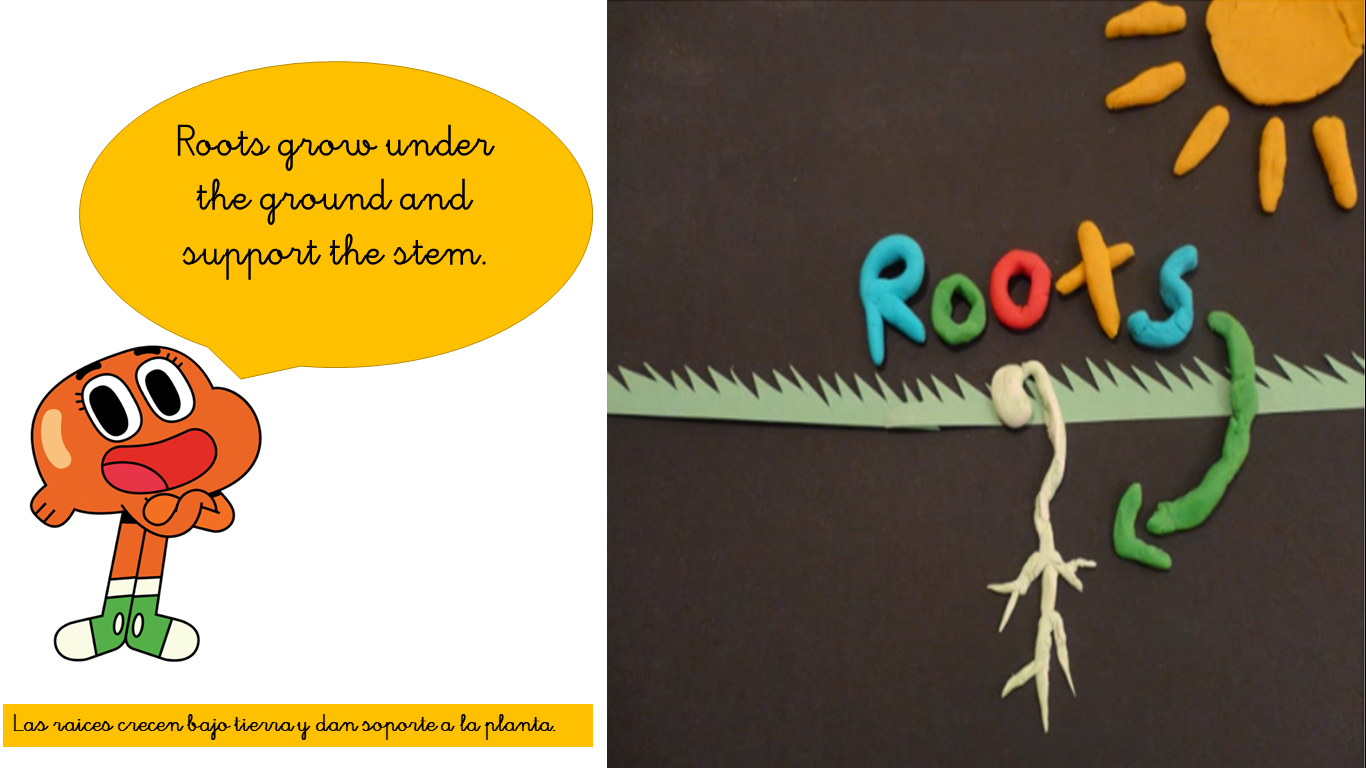 Roots grow under
the ground and
support the stem.
Las raices crecen bajo tierra y dan soporte a la planta.
Roots